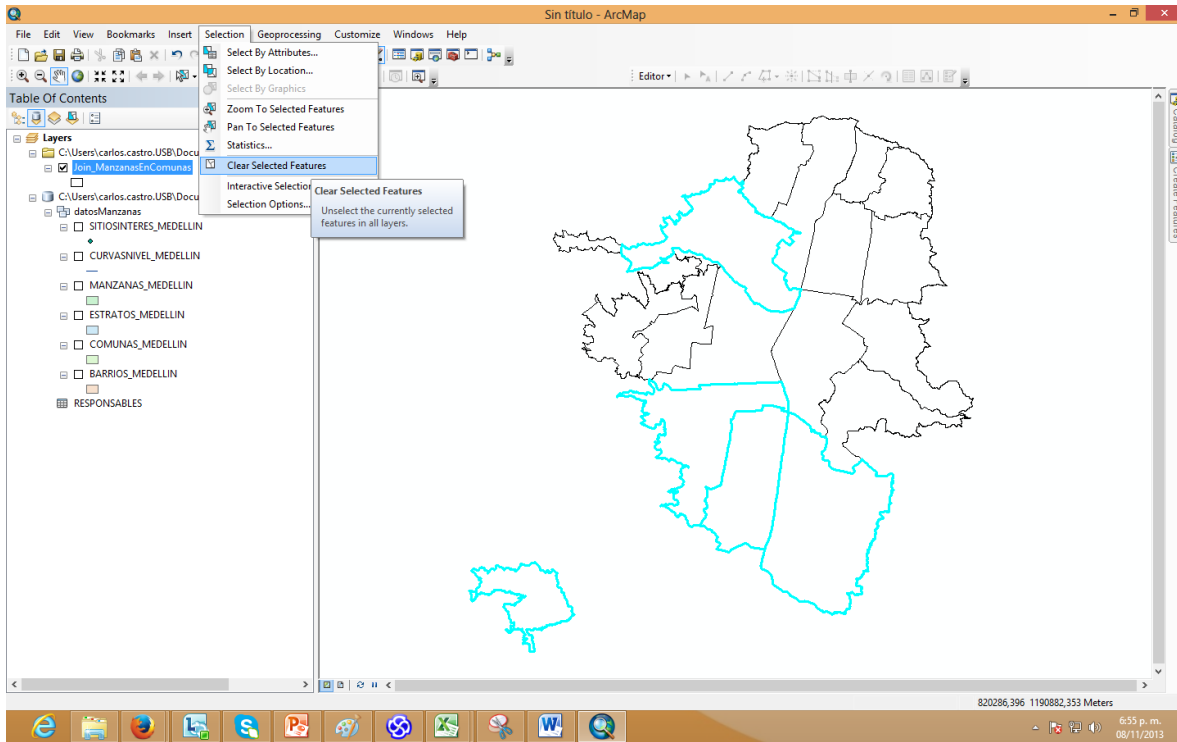 Sin título - ArcMap
File Edit View Bookmarks Insert Selection Geoprocessing Customize Windows Help
Select By Attributes...
Select By Location...
Select By Graphics
Zoom To Selected Features
Pan To Selected Features
Statistics...
Clear Selected Features
Interactive Selection
Selection Options...
Clear Selected Features
Unselect the currently selected
features in all layers.
Editor
Table Of Contents
Layers
C:\Users\carlos.castro.USB\Docu
Join_ManzanasEnComunas
C:\Users\carlos.castro.USB\Docu
datosManzanas
SITIOSINTERES_MEDELLIN
CURVASNIVEL_MEDELLIN
MANZANAS_MEDELLIN
ESTRATOS_MEDELLIN
COMUNAS_MEDELLIN
BARRIOS_MEDELLIN
RESPONSABLES
Catalog
Create Features
820286,396 1190882,353 Meters
6:55 p. m.
08/11/2013